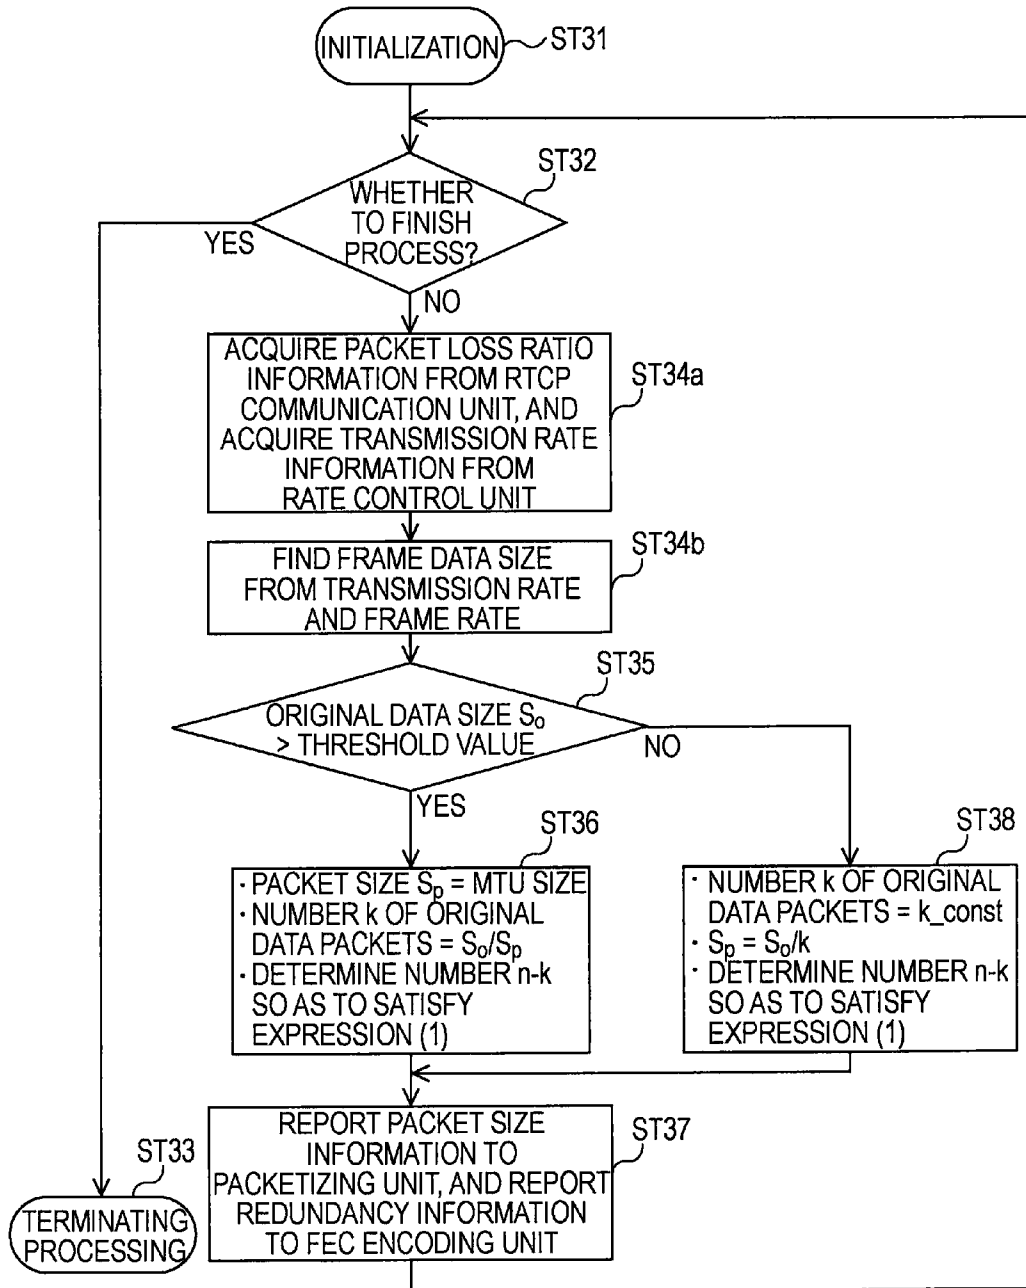 INITIALIZATION
ST31
ST32
WHETHER
TO FINISH
PROCESS?
YES
NO
ACQUIRE PACKET LOSS RATIO
INFORMATION FROM RTCP
COMMUNICATION UNIT, AND
ACQUIRE TRANSMISSION RATE
INFORMATION FROM
RATE CONTROL UNIT
ST34a
FIND FRAME DATA SIZE
FROM TRANSMISSION RATE
AND FRAME RATE
ST34b
ST35
ORIGINAL DATA SIZE So
> THRESHOLD VALUE
NO
YES
ST36
· PACKET SIZE Sp = MTU SIZE
· NUMBER k OF ORIGINAL
DATA PACKETS = So/Sp
· DETERMINE NUMBER n-k
SO AS TO SATISFY
EXPRESSION (1)
ST38
· NUMBER k OF ORIGINAL
DATA PACKETS = k_const
· Sp = So/k
· DETERMINE NUMBER n-k
SO AS TO SATISFY
EXPRESSION (1)
REPORT PACKET SIZE
INFORMATION TO
PACKETIZING UNIT, AND REPORT
REDUNDANCY INFORMATION
TO FEC ENCODING UNIT
ST37
ST33
TERMINATING
PROCESSING